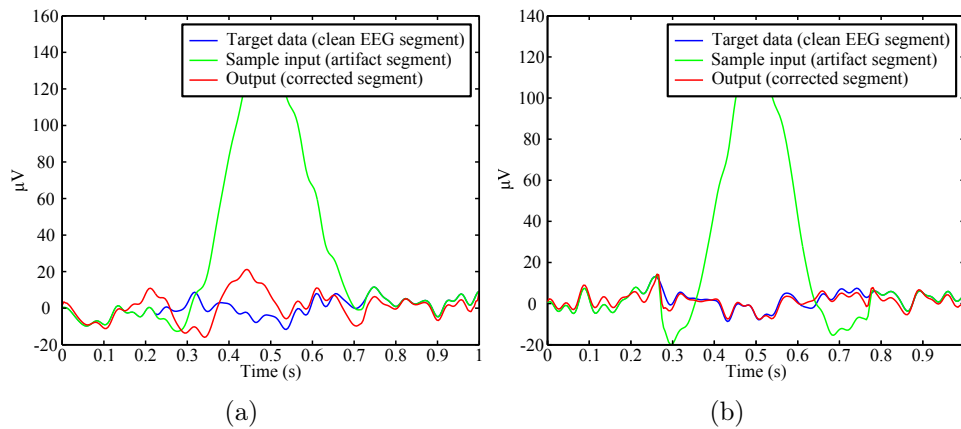 160
140
120
100
80
60
40
20
0
-20
µV
Target data (clean EEG segment)
Sample input (artifact segment)
Output (corrected segment)
0 0.1 0.2 0.3 0.4 0.5 0.6 0.7 0.8 0.9 1
Time (s)
(a)
140
120
100
80
60
40
20
0
-20
µV
Target data (clean EEG segment)
Sample input (artifact segment)
Output (corrected segment)
0 0.1 0.2 0.3 0.4 0.5 0.6 0.7 0.8 0.9
Time (s)
(b)